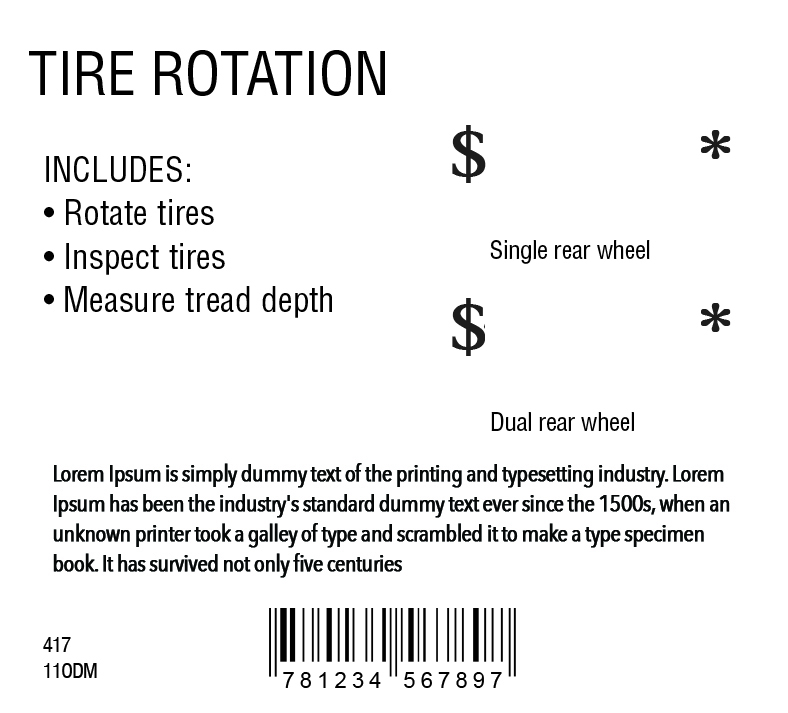 TIRE ROTATION
INCLUDES:
• Rotate tires
• Inspect tires
• Measure tread depth
$ *
Single rear wheel
$ *
Dual rear wheel
Lorem Ipsum is simply dummy text of the printing and typesetting industry. Lorem
Ipsum has been the industry's standard dummy text ever since the 1500s, when an
unknown printer took a galley of type and scrambled it to make a type specimen
book. It has survived not only five centuries
417
110DM
781234 567897